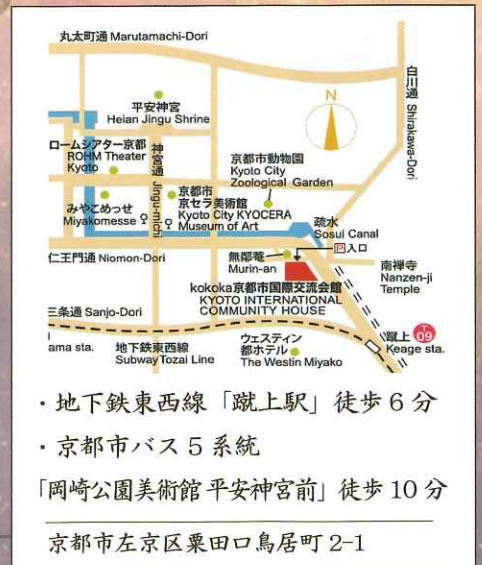 丸太町通 Marutamachi-Dori
白川通 Shirakawa-Dori
平安神宮
Heian Jingu Shrine
N
ロームシアター京都
ROHM Theater
Kyoto
神宮通 Jingu-michi
京都市動物園
Kyoto City
Zoological Garden
みやこめっせ
Miyakomesse
京都市
京セラ美術館
Kyoto City KYOCERA
Museum of Art
疏水
Sosui Canal
P入口
仁王門通 Niomon-Dori
無鄰菴
Murin-an
南禅寺
Nanzen-ji
Temple
kokoka京都市国際交流会館
KYOTO INTERNATIONAL
COMMUNITY HOUSE
三条通 Sanjo-Dori
ama sta.
地下鉄東西線
Subway Tozai Line
ウェスティン
都ホテル
The Westin Miyako
蹴上
Keage sta.
T
09
・地下鉄東西線「蹴上駅」徒歩6分
・京都市バス5系統
「岡崎公園美術館 平安神宮前」徒歩10分
京都市左京区粟田口鳥居町2-1